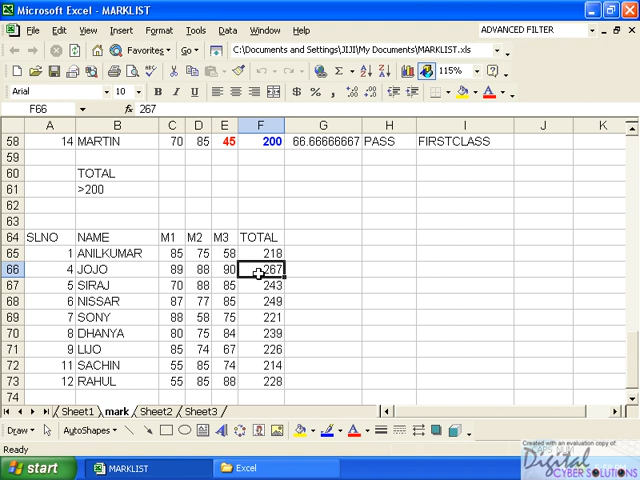 Microsoft Excel - MARKLIST
File Edit View Insert Format Tools Data Window Help ADVANCED FILTER
Favorites Go C:\Documents and Settings\JIJI\My Documents\MARKLIST.xls
115%
Arial 10 B I U
F66 fx 267
A B C D E F G H I J K
58 14 MARTIN 70 85 45 200 66.66666667 PASS FIRSTCLASS
59
60 TOTAL
61 >200
62
63
64 SLNO NAME M1 M2 M3 TOTAL
65 1 ANILKUMAR 85 75 58 218
66 4 JOJO 89 88 90 267
67 5 SIRAJ 70 88 85 243
68 6 NISSAR 87 77 85 249
69 7 SONY 88 58 75 221
70 8 DHANYA 80 75 84 239
71 9 LIJO 85 74 67 226
72 11 SACHIN 55 85 74 214
73 12 RAHUL 55 85 88 228
74
Sheet1 mark Sheet2 Sheet3
Draw AutoShapes
Ready
Created with an evaluation copy of
CAPS NUM
start MARKLIST Excel
Digital
CYBER SOLUTIONS